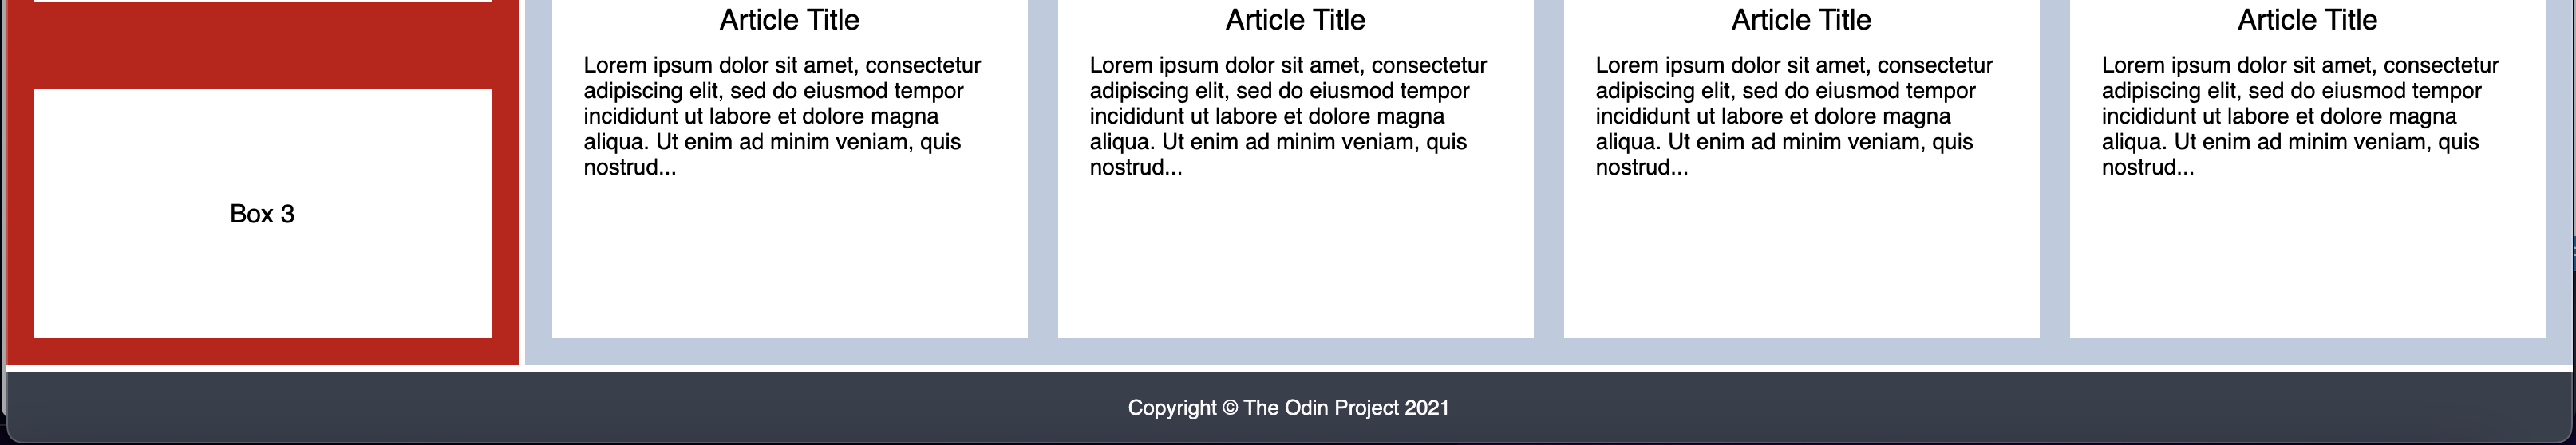 Article Title
Lorem ipsum dolor sit amet, consectetur
adipiscing elit, sed do eiusmod tempor
incididunt ut labore et dolore magna
aliqua. Ut enim ad minim veniam, quis
nostrud...
Article Title
Lorem ipsum dolor sit amet, consectetur
adipiscing elit, sed do eiusmod tempor
incididunt ut labore et dolore magna
aliqua. Ut enim ad minim veniam, quis
nostrud...
Article Title
Lorem ipsum dolor sit amet, consectetur
adipiscing elit, sed do eiusmod tempor
incididunt ut labore et dolore magna
aliqua. Ut enim ad minim veniam, quis
nostrud...
Article Title
Lorem ipsum dolor sit amet, consectetur
adipiscing elit, sed do eiusmod tempor
incididunt ut labore et dolore magna
aliqua. Ut enim ad minim veniam, quis
nostrud...
Box 3
Copyright © The Odin Project 2021